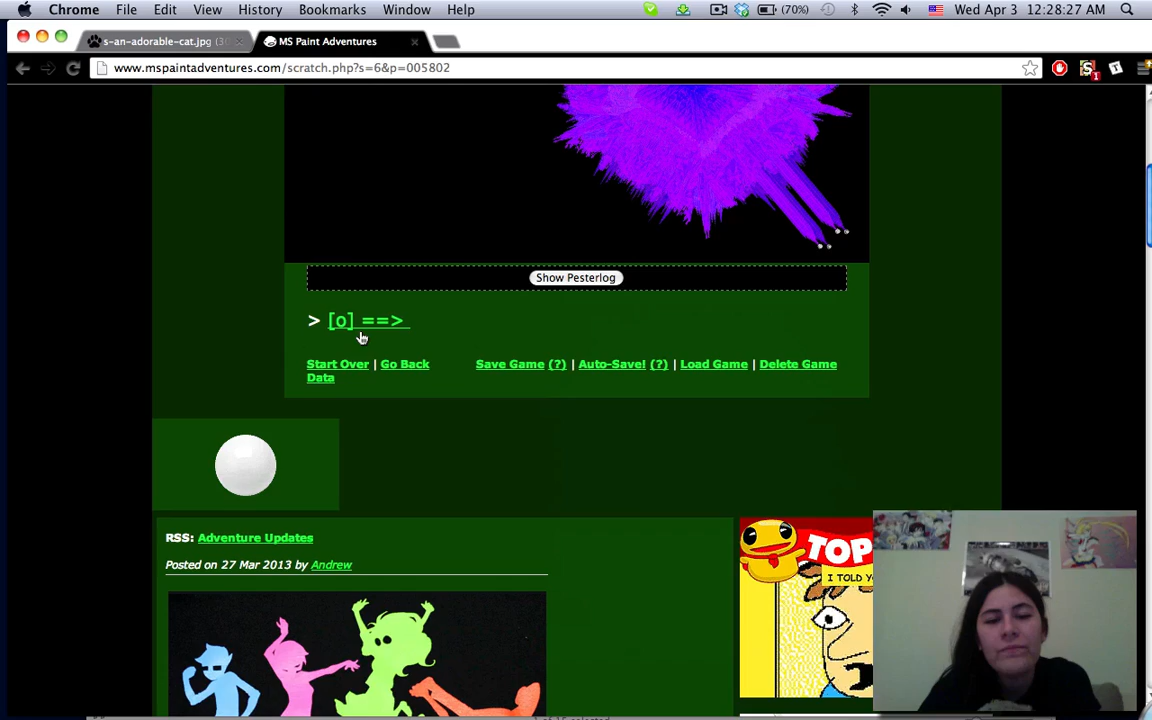 Chrome File Edit View History Bookmarks Window Help (70%) Wed Apr 3 12:28:27 AM
s-an-adorable-cat.jpg MS Paint Adventures
www.mspaintadventures.com/scratch.php?s=6&p=005802
Show Pesterlog
> [o] ==>
Start Over | Go Back Save Game (?) | Auto-Save! (?) | Load Game | Delete Game
Data
RSS: Adventure Updates
Posted on 27 Mar 2013 by Andrew
TOP
I TOLD